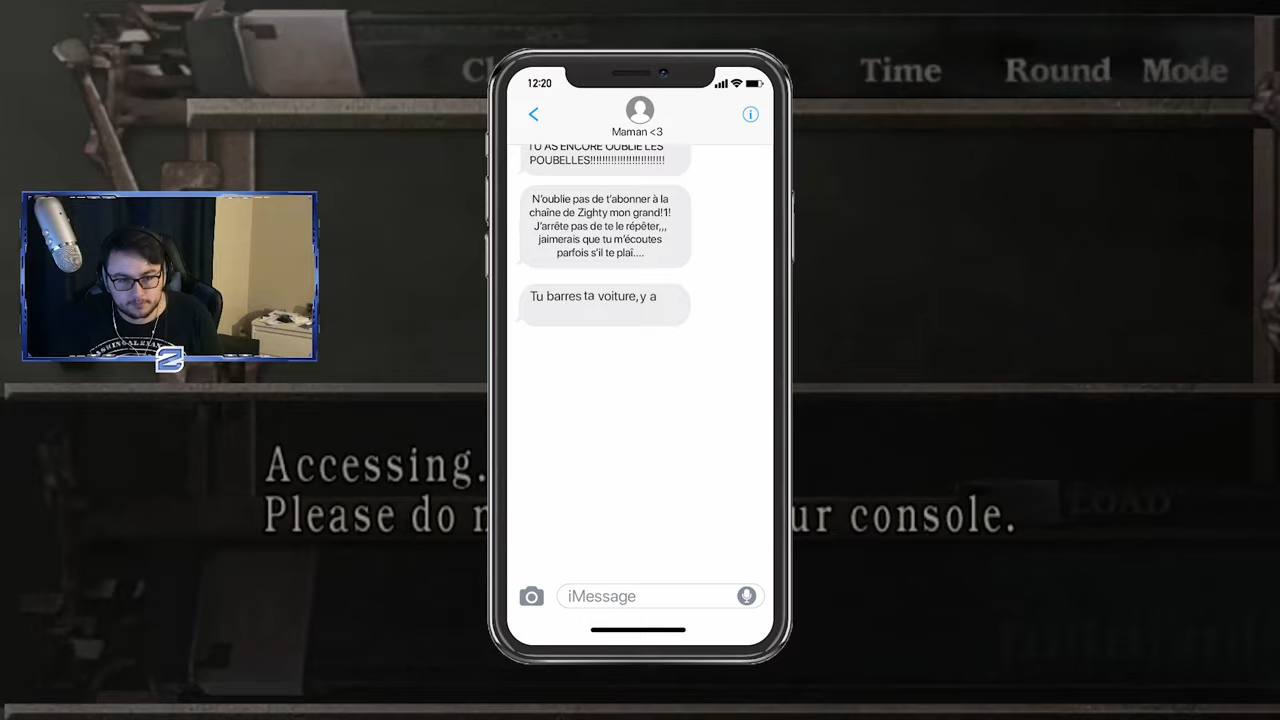 Time Round Mode
12:20
Maman <3
TU AS ENCORE OUBLIÉ LES
POUBELLES!!!!!!!!!!!!!!!!!!!!!!!!!
N'oublie pas de t'abonner à la
chaîne de Zighty mon grand!1!
J'arrête pas de te le répêter,,,
jaimerais que tu m'écoutes
parfois s'il te plaî....
Tu barres ta voiture, y a
Accessing.
Please do ur console.
LOAD
iMessage